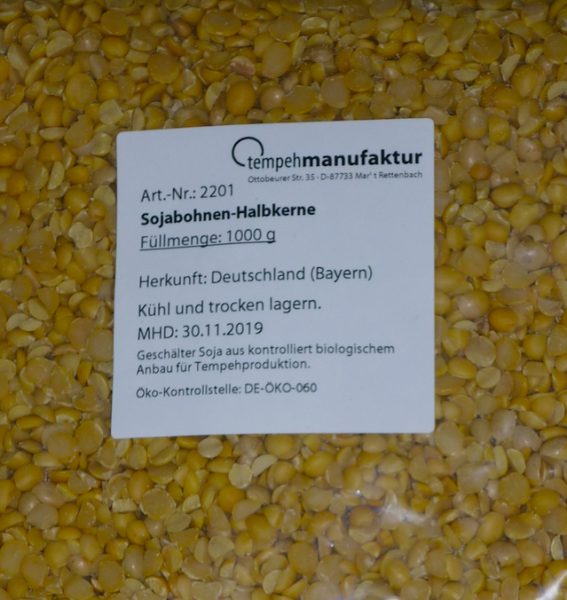 tempehmanufaktur
Ottobeurer Str. 35 - D-87733 Mar't Rettenbach
Art.-Nr.: 2201
Sojabohnen-Halbkerne
Füllmenge: 1000 g
Herkunft: Deutschland (Bayern)
Kühl und trocken lagern.
MHD: 30.11.2019
Geschälter Soja aus kontrolliert biologischem
Anbau für Tempehproduktion.
Öko-Kontrollstelle: DE-ÖKO-060